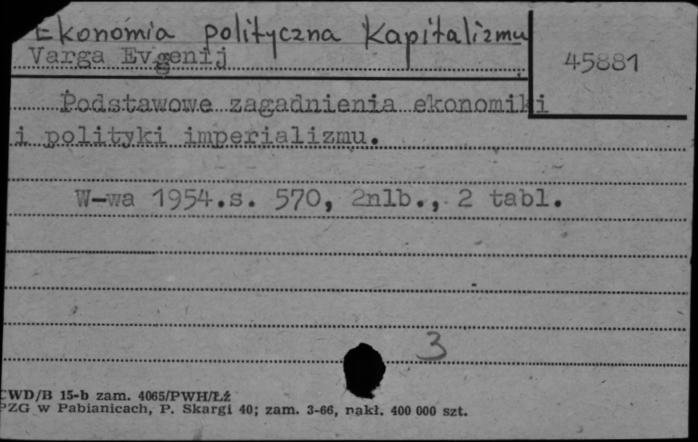 Ekonomia polityczna Kapitalizmu
Varga Evgenij
45881
Podstawowe zagadnienia ekonomiki
i polityki imperializmu.
W-wa 1954.s. 570, 2nlb., 2 tabl.
3
CWD/B 15-b zam. 4065/PWH/Łź
PZG w Pabianicach, P. Skargi 40; zam. 3-66, nakł. 400 000 szt.